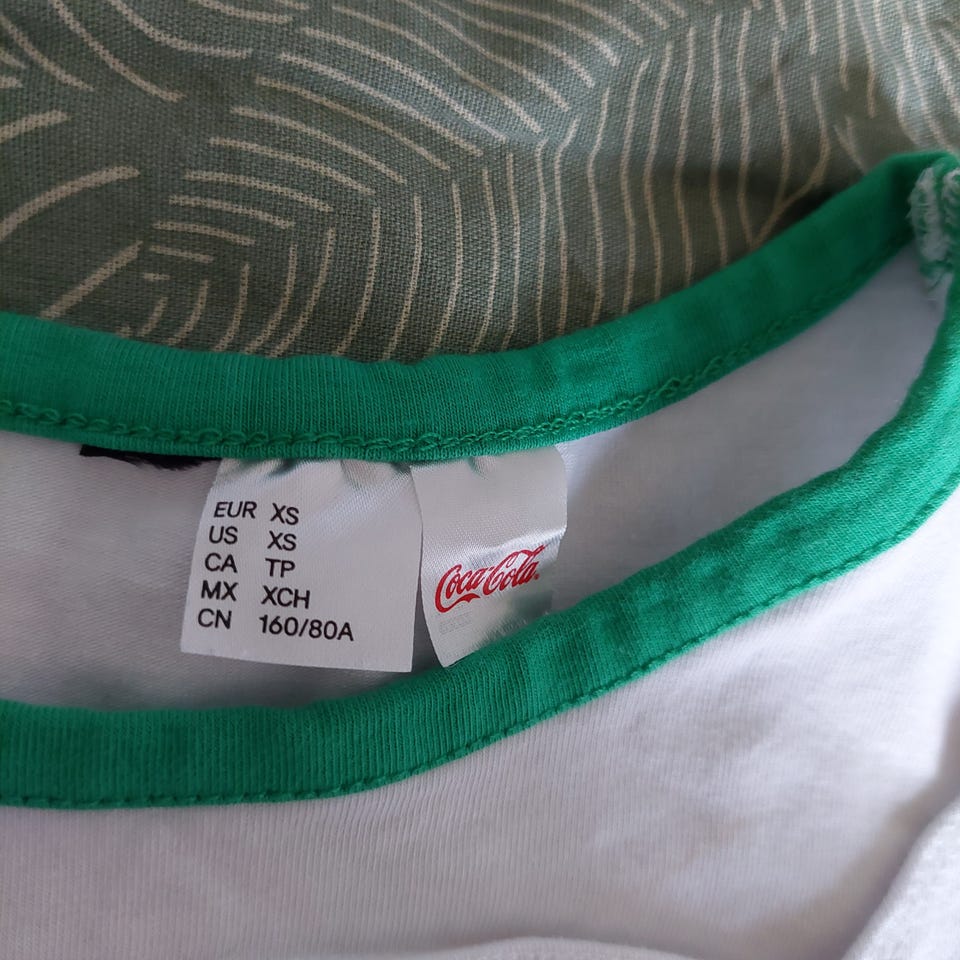 EUR XS
US XS
CA TP
MX XCH
CN 160/80A
Coca-Cola